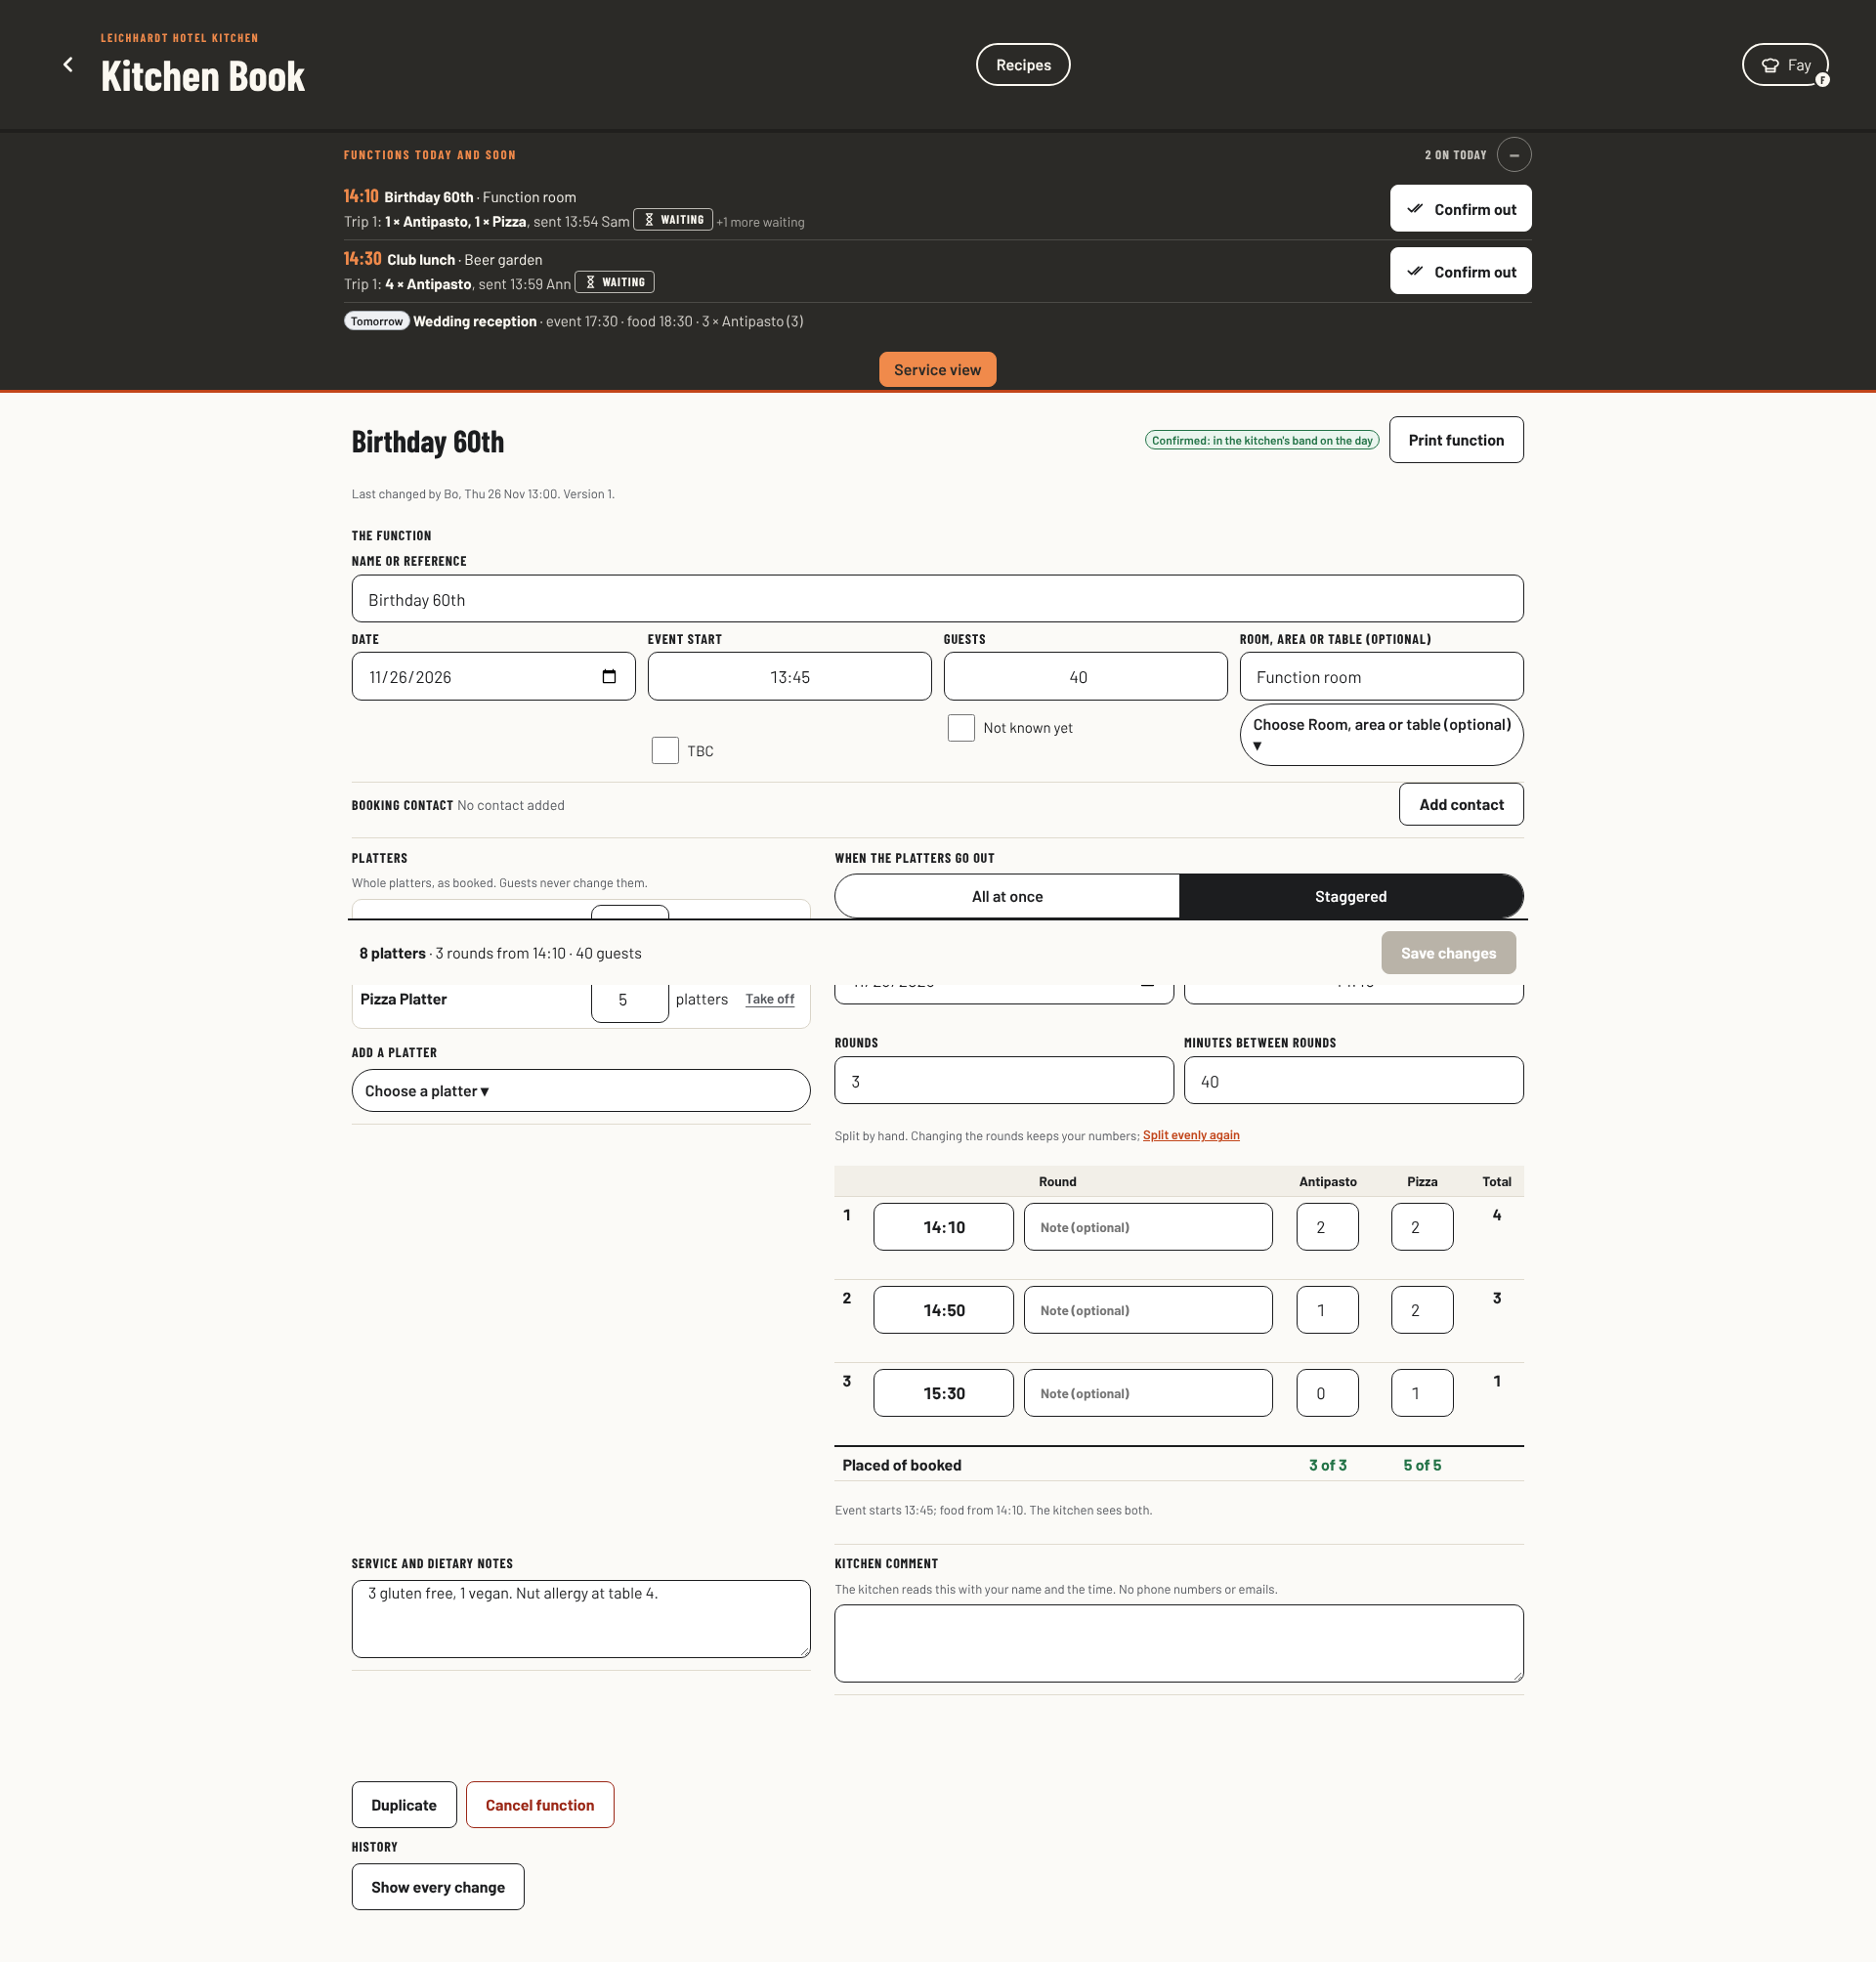 LEICHHARDT HOTEL KITCHEN
Kitchen Book
Recipes
Fay
F
FUNCTIONS TODAY AND SOON
2 ON TODAY
14:10 Birthday 60th · Function room
Trip 1: 1 × Antipasto, 1 × Pizza, sent 13:54 Sam WAITING +1 more waiting
Confirm out
14:30 Club lunch · Beer garden
Trip 1: 4 × Antipasto, sent 13:59 Ann WAITING
Confirm out
Tomorrow Wedding reception · event 17:30 · food 18:30 · 3 × Antipasto (3)
Service view
Birthday 60th
Confirmed: in the kitchen's band on the day
Print function
Last changed by Bo, Thu 26 Nov 13:00. Version 1.
THE FUNCTION
NAME OR REFERENCE
Birthday 60th
DATE EVENT START GUESTS ROOM, AREA OR TABLE (OPTIONAL)
11/26/2026 13:45 40 Function room
Not known yet
Choose Room, area or table (optional) ▼
TBC
BOOKING CONTACT No contact added
Add contact
PLATTERS
Whole platters, as booked. Guests never change them.
WHEN THE PLATTERS GO OUT
All at once Staggered
8 platters · 3 rounds from 14:10 · 40 guests
Save changes
Pizza Platter 5 platters Take off
ADD A PLATTER
Choose a platter ▼
ROUNDS MINUTES BETWEEN ROUNDS
3 40
Split by hand. Changing the rounds keeps your numbers; Split evenly again
Round Antipasto Pizza Total
1 14:10 Note (optional) 2 2 4
2 14:50 Note (optional) 1 2 3
3 15:30 Note (optional) 0 1 1
Placed of booked 3 of 3 5 of 5
Event starts 13:45; food from 14:10. The kitchen sees both.
SERVICE AND DIETARY NOTES
3 gluten free, 1 vegan. Nut allergy at table 4.
KITCHEN COMMENT
The kitchen reads this with your name and the time. No phone numbers or emails.
Duplicate
Cancel function
HISTORY
Show every change